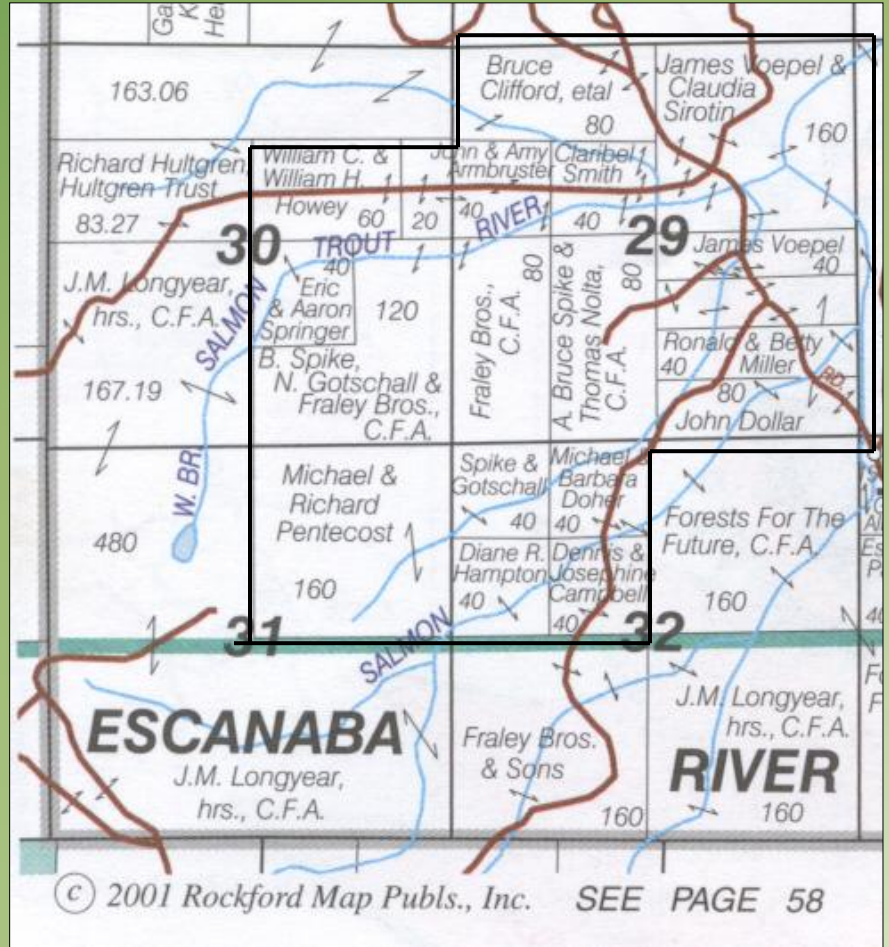 Ga
K
He
163.06
Bruce
Clifford, etal
80
James Voepel &
Claudia
Sirotin
160
Richard Hultgren,
Hultgren Trust
83.27
William C. &
William H.
Howey 60
20
John & Amy
Armbruster
40
Claribel
Smith
40
30
TROUT
RIVER
29
James Voepel
40
J.M. Longyear,
hrs., C.F.A.
167.19
SALMON
W. BR.
40
Eric
& Aaron
Springer
120
B. Spike,
N. Gotschall &
Fraley Bros.,
C.F.A.
Fraley Bros.,
C.F.A.
80
A. Bruce Spike &
Thomas Nolta,
C.F.A.
80
Ronald & Betty
40 Miller
RD.
80
John Dollar
480
Michael &
Richard
Pentecost
160
Spike &
Gotschall
40
Michael &
Barbara
Doher
40
Diane R.
Hampton
40
Dennis &
Josephine
Campbell
40
Forests For The
Future, C.F.A.
160
40
31
32
SALMON
ESCANABA
RIVER
J.M. Longyear,
hrs., C.F.A.
Fraley Bros.
& Sons
160
J.M. Longyear,
hrs., C.F.A.
160
c 2001 Rockford Map Publs., Inc. SEE PAGE 58